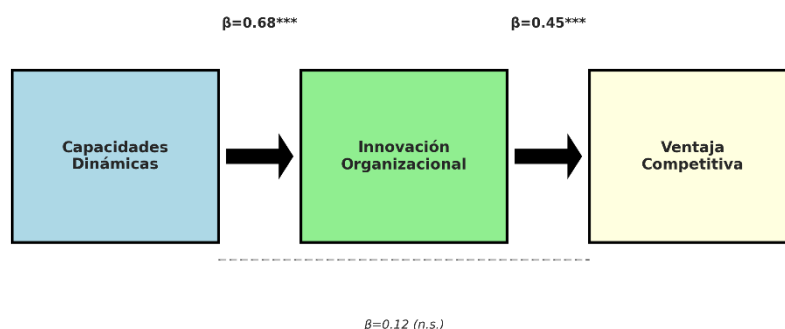 β=0.68***
β=0.45***
Capacidades
Dinámicas
Innovación
Organizacional
Ventaja
Competitiva
β=0.12 (n.s.)